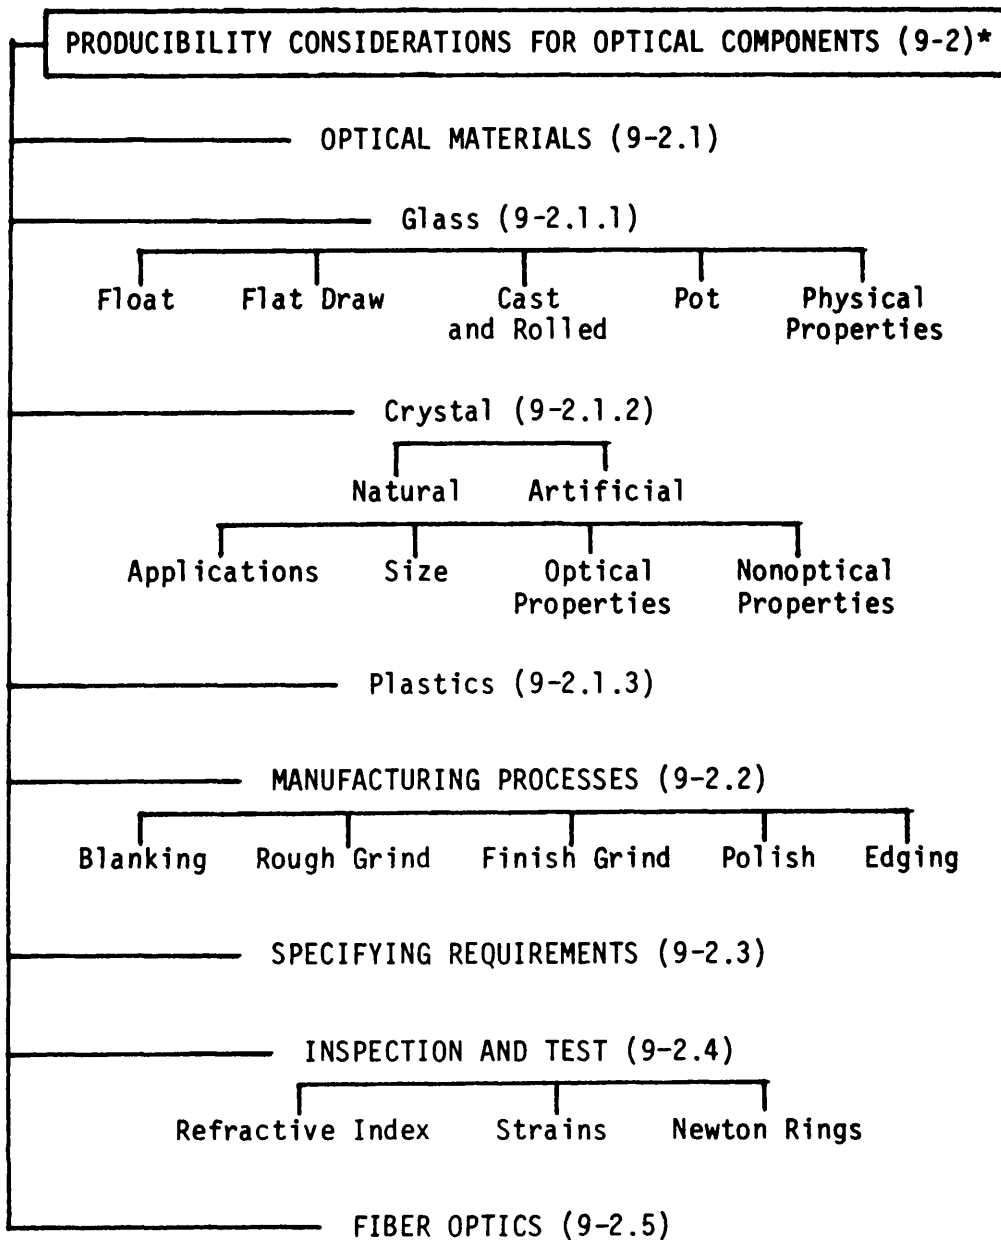 PRODUCIBILITY CONSIDERATIONS FOR OPTICAL COMPONENTS (9-2)*
OPTICAL MATERIALS (9-2.1)
Glass (9-2.1.1)
Float Flat Draw Cast Pot Physical
and Rolled Properties
Crystal (9-2.1.2)
Natural Artificial
Applications Size Optical Nonoptical
Properties Properties
Plastics (9-2.1.3)
MANUFACTURING PROCESSES (9-2.2)
Blanking Rough Grind Finish Grind Polish Edging
SPECIFYING REQUIREMENTS (9-2.3)
INSPECTION AND TEST (9-2.4)
Refractive Index Strains Newton Rings
FIBER OPTICS (9-2.5)